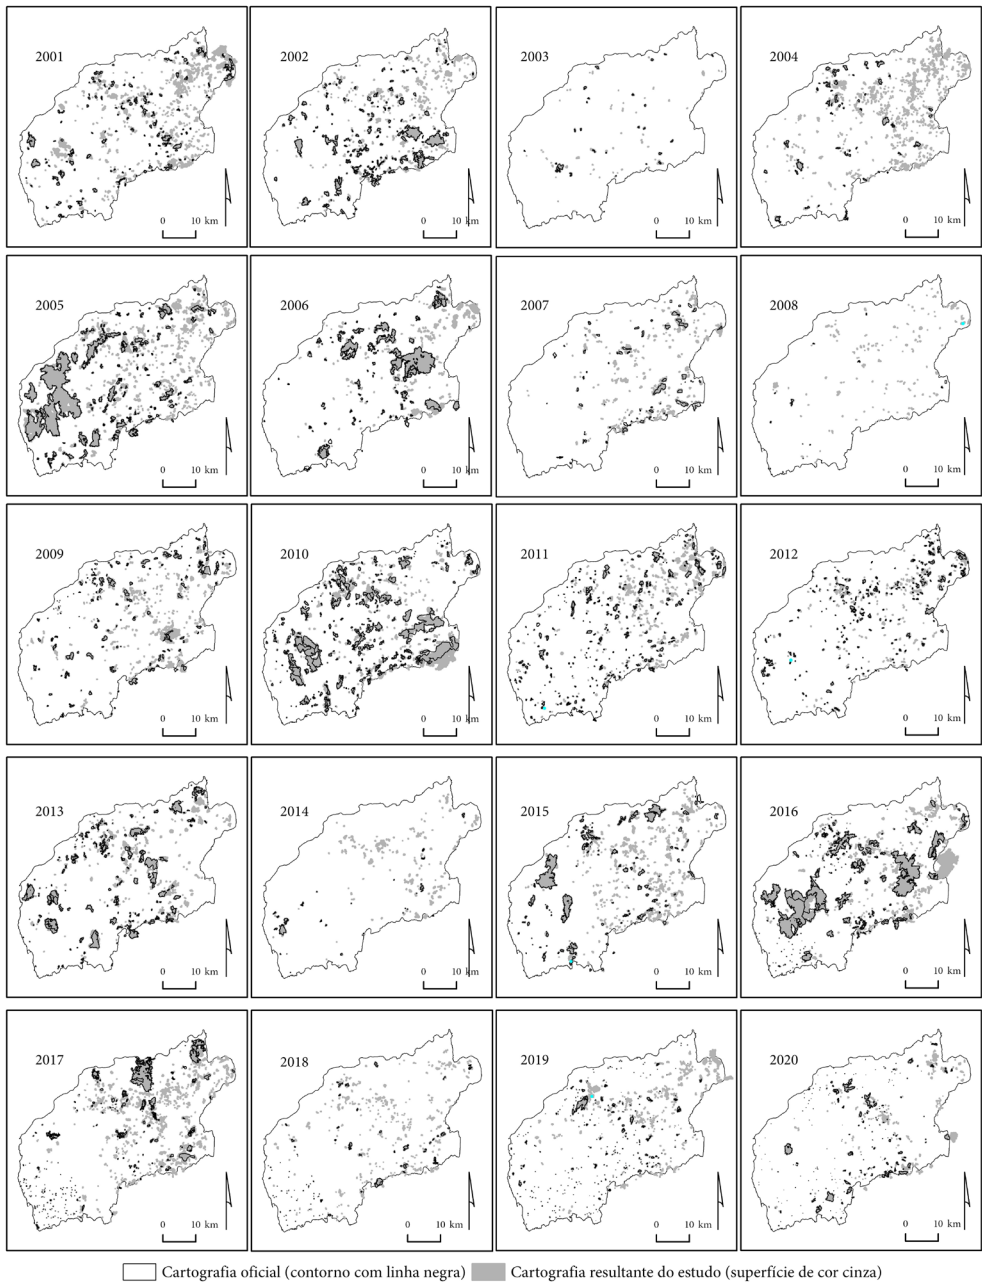 2001
2002
2003
2004
0 10 km
0 10 km
0 10 km
0 10 km
2005
2006
2007
2008
0 10 km
0 10 km
0 10 km
0 10 km
2009
2010
2011
2012
0 10 km
0 10 km
0 10 km
0 10 km
2013
2014
2015
2016
0 10 km
0 10 km
0 10 km
0 10 km
2017
2018
2019
2020
0 10 km
0 10 km
0 10 km
0 10 km
Cartografia oficial (contorno com linha negra) Cartografia resultante do estudo (superfície de cor cinza)